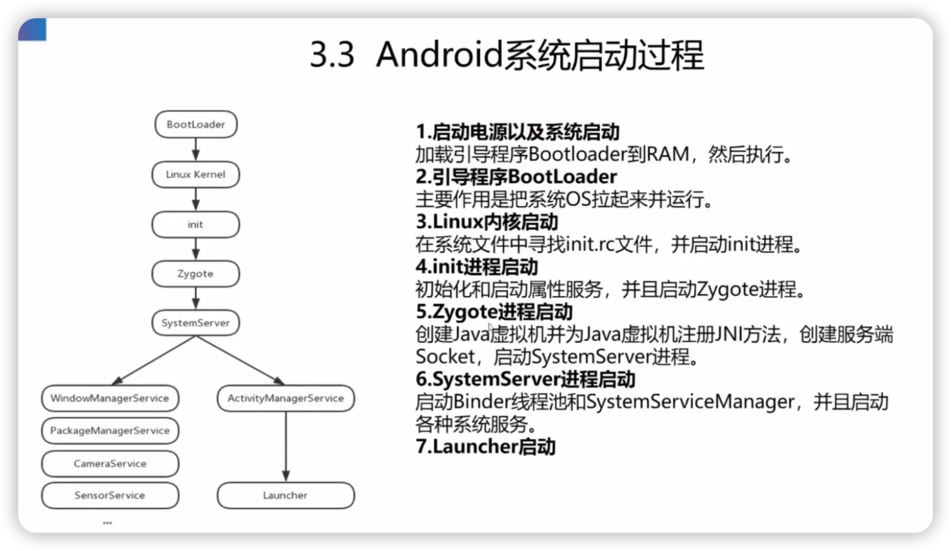 3.3 Android系统启动过程
BootLoader
Linux Kernel
init
Zygote
SystemServer
WindowManagerService
ActivityManagerService
PackageManagerService
CameraService
SensorService
Launcher
...
1.启动电源以及系统启动
加载引导程序Bootloader到RAM，然后执行。
2.引导程序BootLoader
主要作用是把系统OS拉起来并运行。
3.Linux内核启动
在系统文件中寻找init.rc文件，并启动init进程。
4.init进程启动
初始化和启动属性服务，并且启动Zygote进程。
5.Zygote进程启动
创建Java虚拟机并为Java虚拟机注册JNI方法，创建服务端
Socket，启动SystemServer进程。
6.SystemServer进程启动
启动Binder线程池和SystemServiceManager，并且启动
各种系统服务。
7.Launcher启动